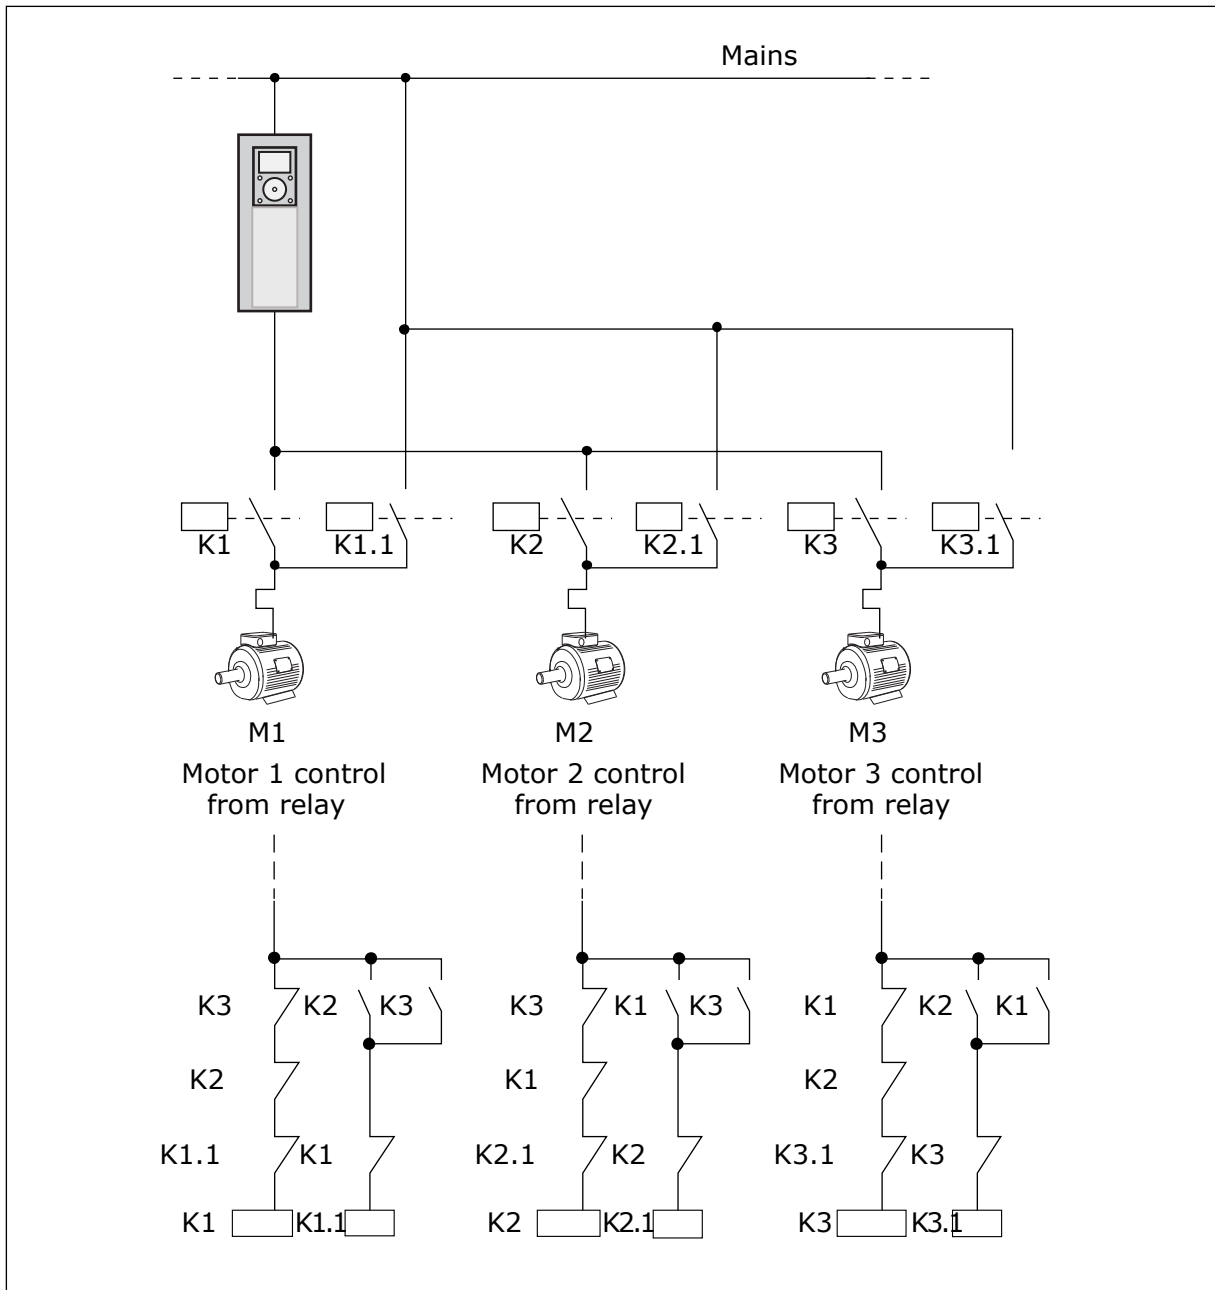 Mains
K1
K1.1
K2
K2.1
K3
K3.1
M1
M2
M3
Motor 1 control
from relay
Motor 2 control
from relay
Motor 3 control
from relay
K3
K2
K3
K3
K1
K3
K1
K2
K1
K2
K1
K2
K1.1
K1
K2.1
K2
K3.1
K3
K1
K1.1
K2
K2.1
K3
K3.1